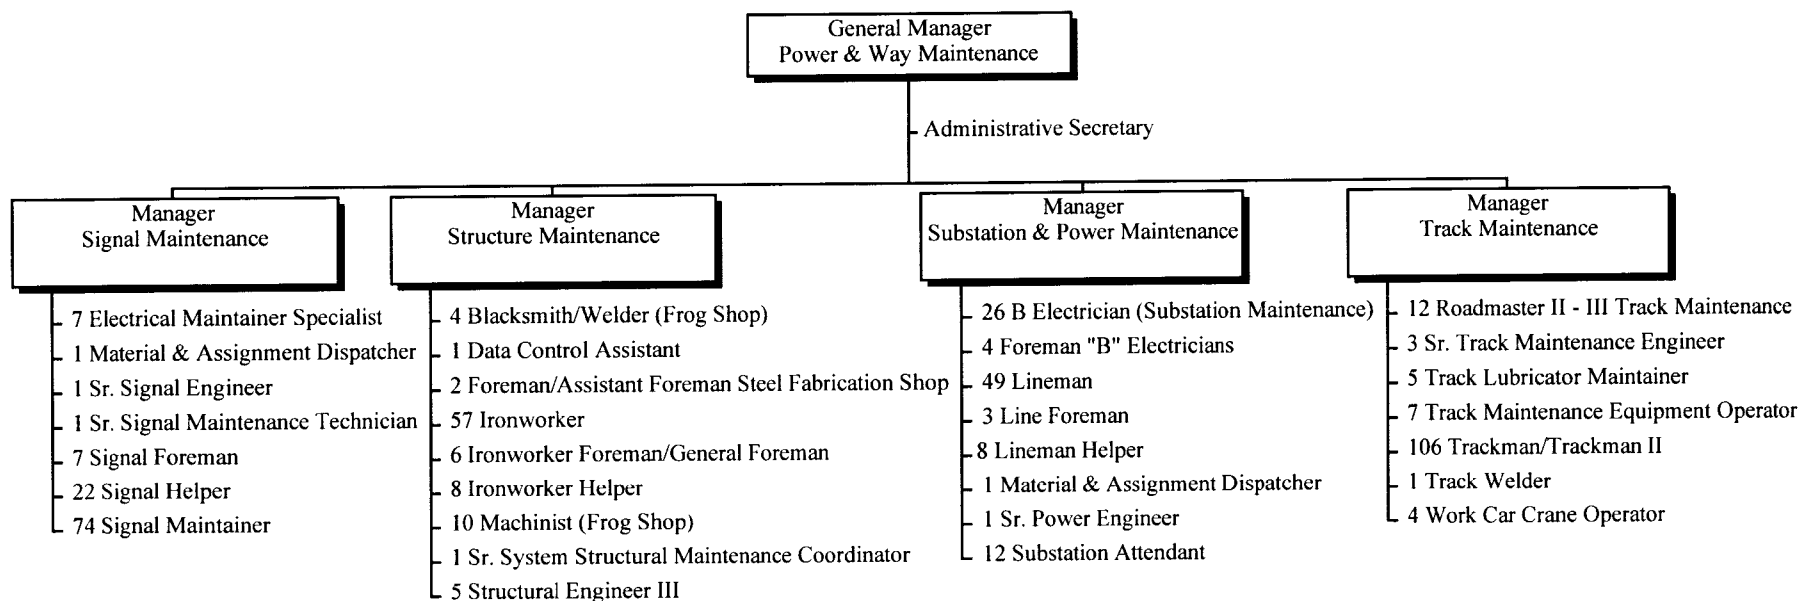 General Manager
Power & Way Maintenance
Administrative Secretary
Manager
Signal Maintenance
7 Electrical Maintainer Specialist
1 Material & Assignment Dispatcher
1 Sr. Signal Engineer
1 Sr. Signal Maintenance Technician
7 Signal Foreman
22 Signal Helper
74 Signal Maintainer
Manager
Structure Maintenance
4 Blacksmith/Welder (Frog Shop)
1 Data Control Assistant
2 Foreman/Assistant Foreman Steel Fabrication Shop
57 Ironworker
6 Ironworker Foreman/General Foreman
8 Ironworker Helper
10 Machinist (Frog Shop)
1 Sr. System Structural Maintenance Coordinator
5 Structural Engineer III
Manager
Substation & Power Maintenance
26 B Electrician (Substation Maintenance)
4 Foreman "B" Electricians
49 Lineman
3 Line Foreman
8 Lineman Helper
1 Material & Assignment Dispatcher
1 Sr. Power Engineer
12 Substation Attendant
Manager
Track Maintenance
12 Roadmaster II - III Track Maintenance
3 Sr. Track Maintenance Engineer
5 Track Lubricator Maintainer
7 Track Maintenance Equipment Operator
106 Trackman/Trackman II
1 Track Welder
4 Work Car Crane Operator